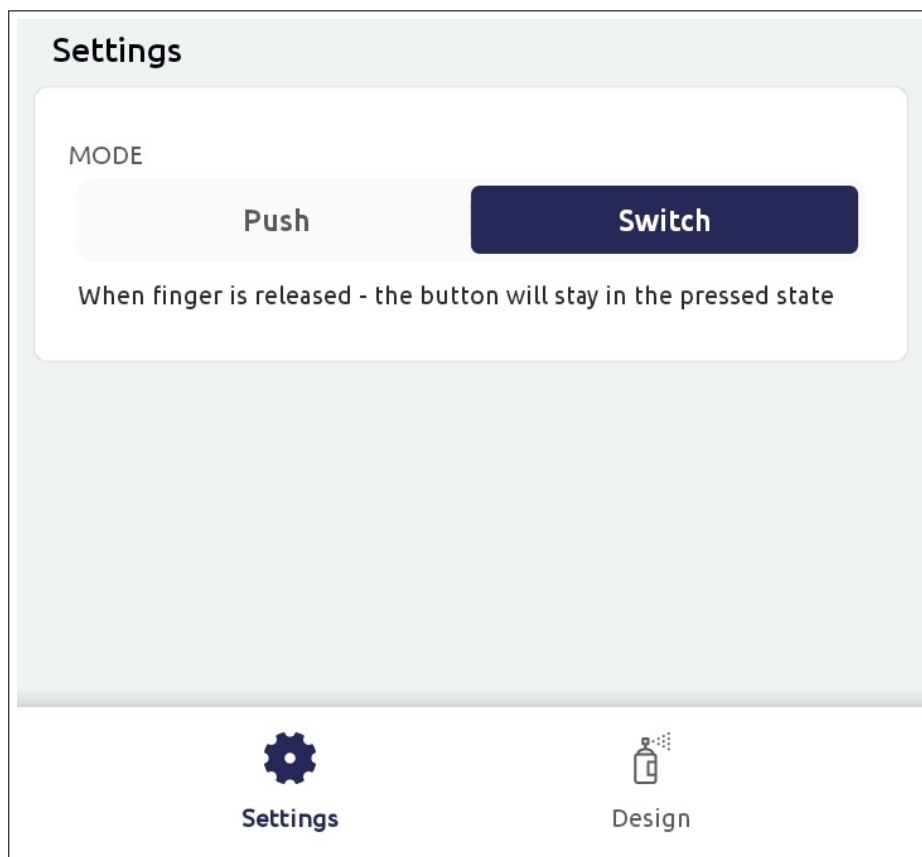 Settings
MODE
Push Switch
When finger is released - the button will stay in the pressed state
Settings Design